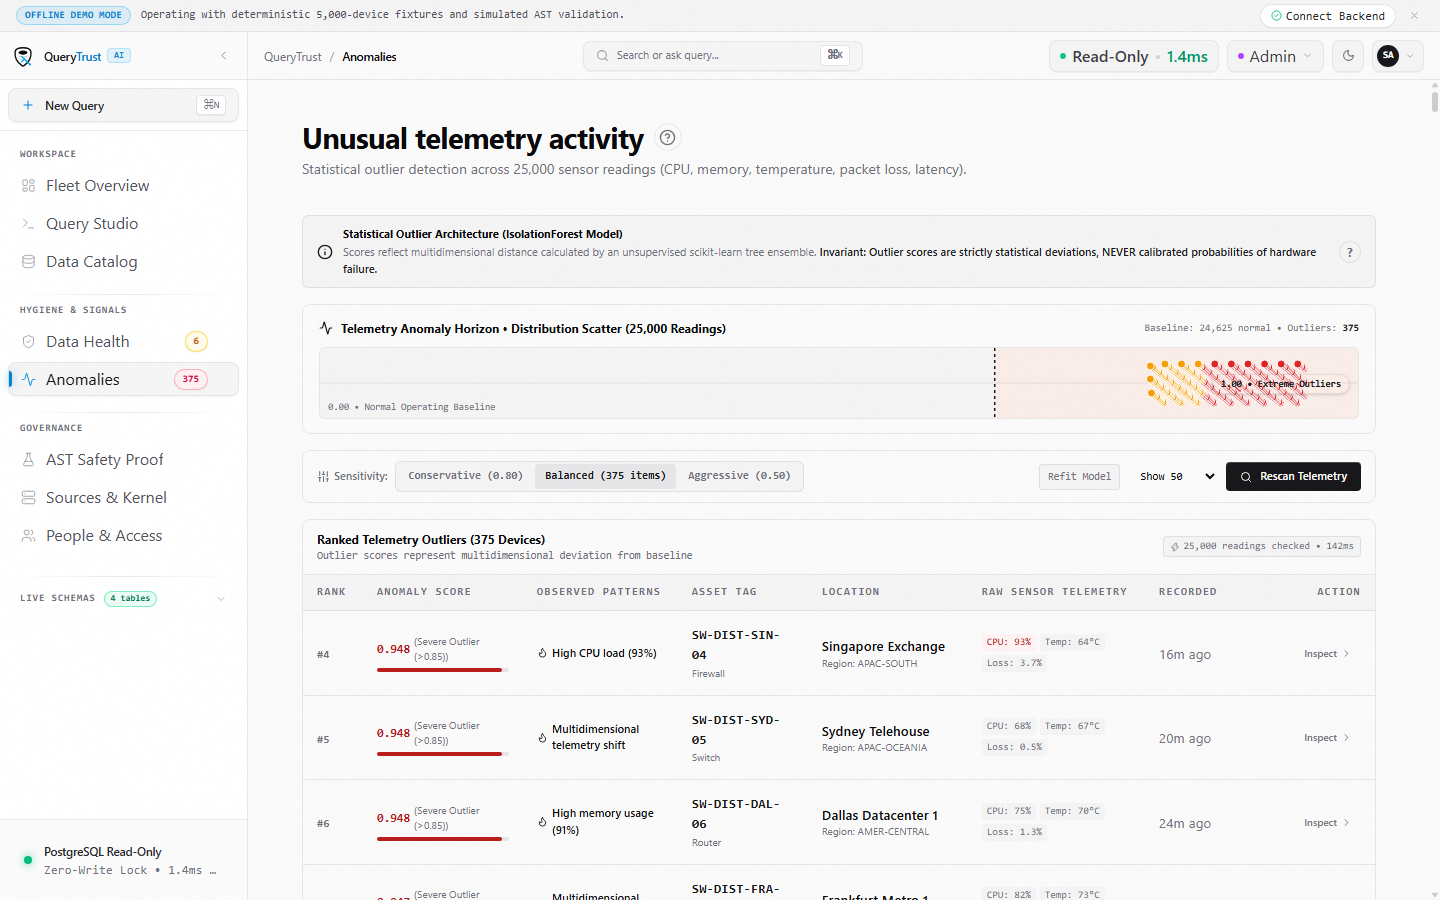 OFFLINE DEMO MODE Operating with deterministic 5,000-device fixtures and simulated AST validation. Connect Backend
QueryTrust AI
QueryTrust / Anomalies
Search or ask query... ⌘K
Read-Only • 1.4ms
Admin
SA
New Query ⌘N
WORKSPACE
Fleet Overview
Query Studio
Data Catalog
HYGIENE & SIGNALS
Data Health 6
Anomalies 375
GOVERNANCE
AST Safety Proof
Sources & Kernel
People & Access
LIVE SCHEMAS 4 tables
PostgreSQL Read-Only
Zero-Write Lock • 1.4ms …
Unusual telemetry activity ?
Statistical outlier detection across 25,000 sensor readings (CPU, memory, temperature, packet loss, latency).
Statistical Outlier Architecture (IsolationForest Model)
Scores reflect multidimensional distance calculated by an unsupervised scikit-learn tree ensemble. Invariant: Outlier scores are strictly statistical deviations, NEVER calibrated probabilities of hardware
failure.
?
Telemetry Anomaly Horizon • Distribution Scatter (25,000 Readings)
Baseline: 24,625 normal • Outliers: 375
1.00 • Extreme Outliers
0.00 • Normal Operating Baseline
Sensitivity: Conservative (0.80) Balanced (375 items) Aggressive (0.50) Refit Model Show 50 Rescan Telemetry
Ranked Telemetry Outliers (375 Devices)
Outlier scores represent multidimensional deviation from baseline
25,000 readings checked • 142ms
RANK ANOMALY SCORE OBSERVED PATTERNS ASSET TAG LOCATION RAW SENSOR TELEMETRY RECORDED ACTION
#4
0.948 (Severe Outlier
(>0.85))
High CPU load (93%)
SW-DIST-SIN-
04
Firewall
Singapore Exchange
Region: APAC-SOUTH
CPU: 93% Temp: 64°C
Loss: 3.7%
16m ago
Inspect
#5
0.948 (Severe Outlier
(>0.85))
Multidimensional
telemetry shift
SW-DIST-SYD-
05
Switch
Sydney Telehouse
Region: APAC-OCEANIA
CPU: 68% Temp: 67°C
Loss: 0.5%
20m ago
Inspect
#6
0.948 (Severe Outlier
(>0.85))
High memory usage
(91%)
SW-DIST-DAL-
06
Router
Dallas Datacenter 1
Region: AMER-CENTRAL
CPU: 75% Temp: 70°C
Loss: 1.3%
24m ago
Inspect
0.947 (Severe Outlier
Multidimensional
SW-DIST-FRA-
Frankfurt Metro 1
CPU: 82% Temp: 73°C